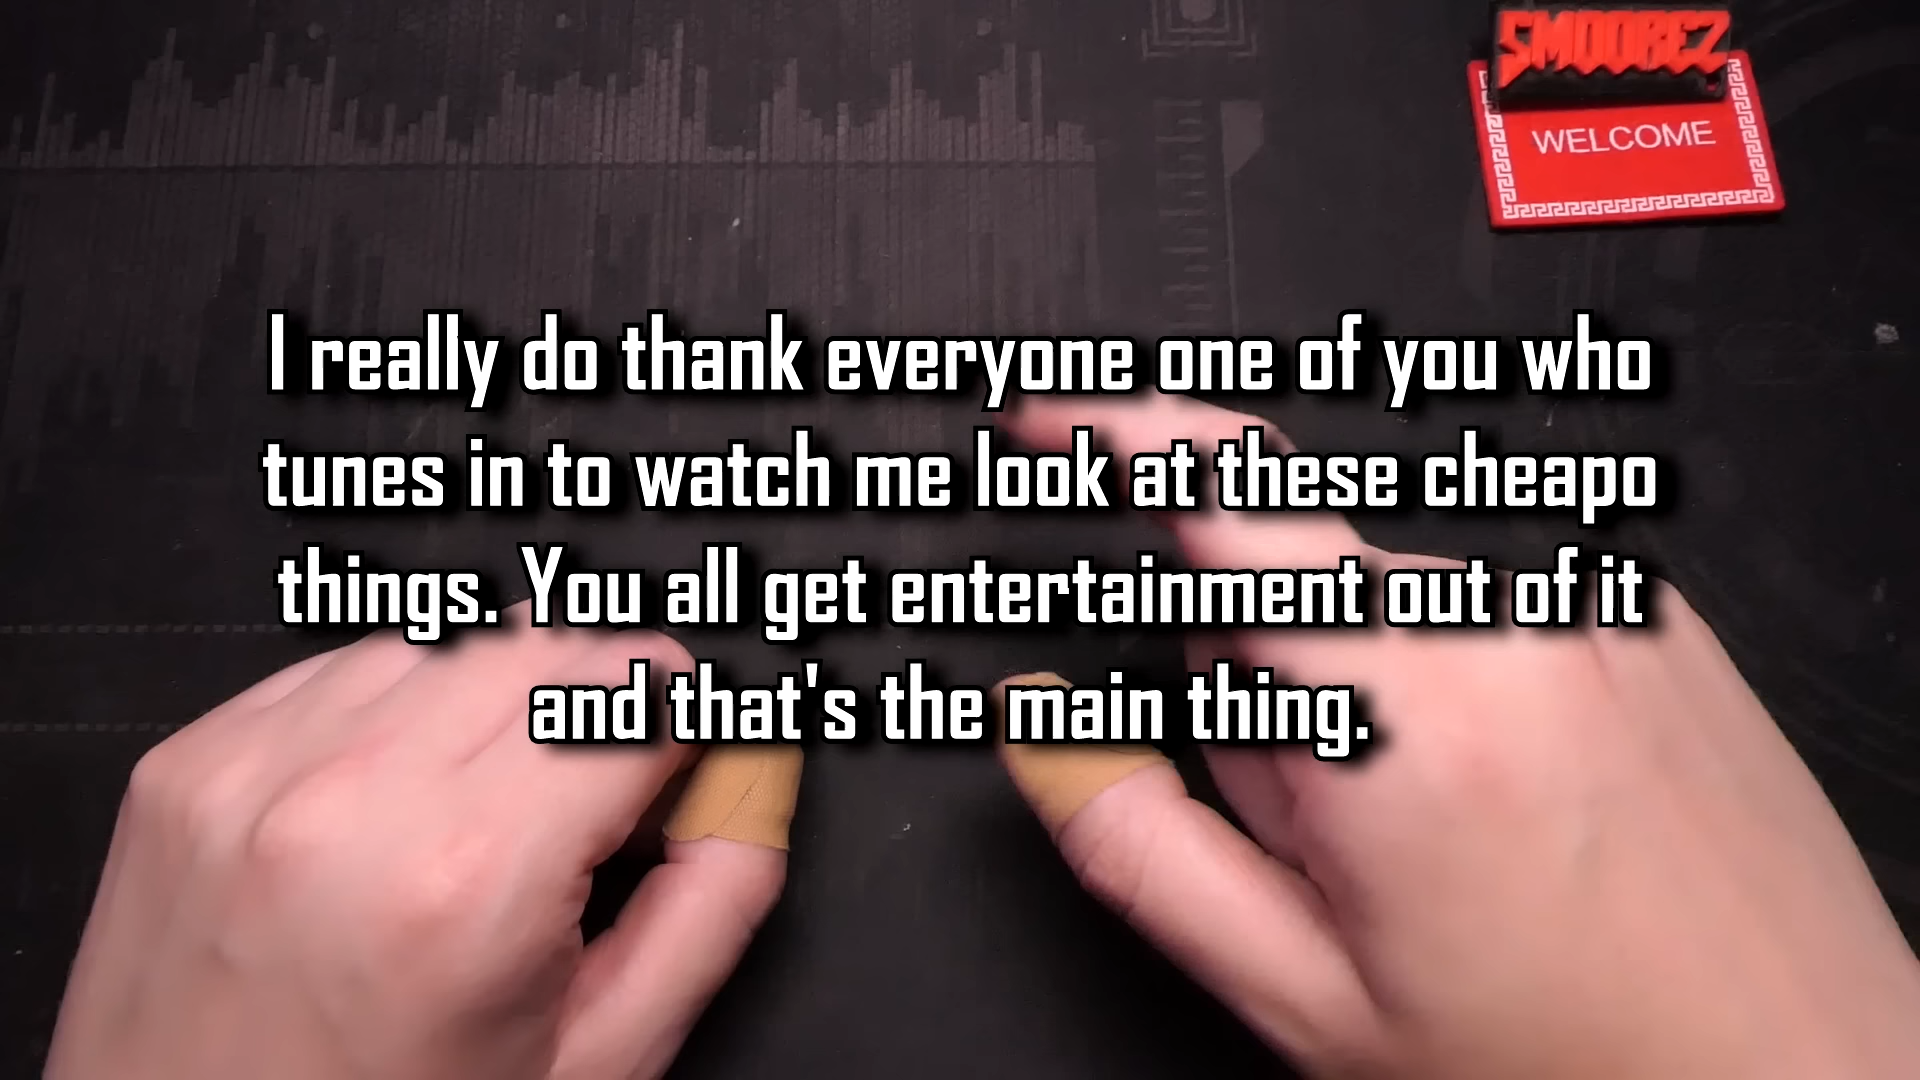 SMOOREZ
WELCOME
I really do thank everyone one of you who
tunes in to watch me look at these cheapo
things. You all get entertainment out of it
and that's the main thing.